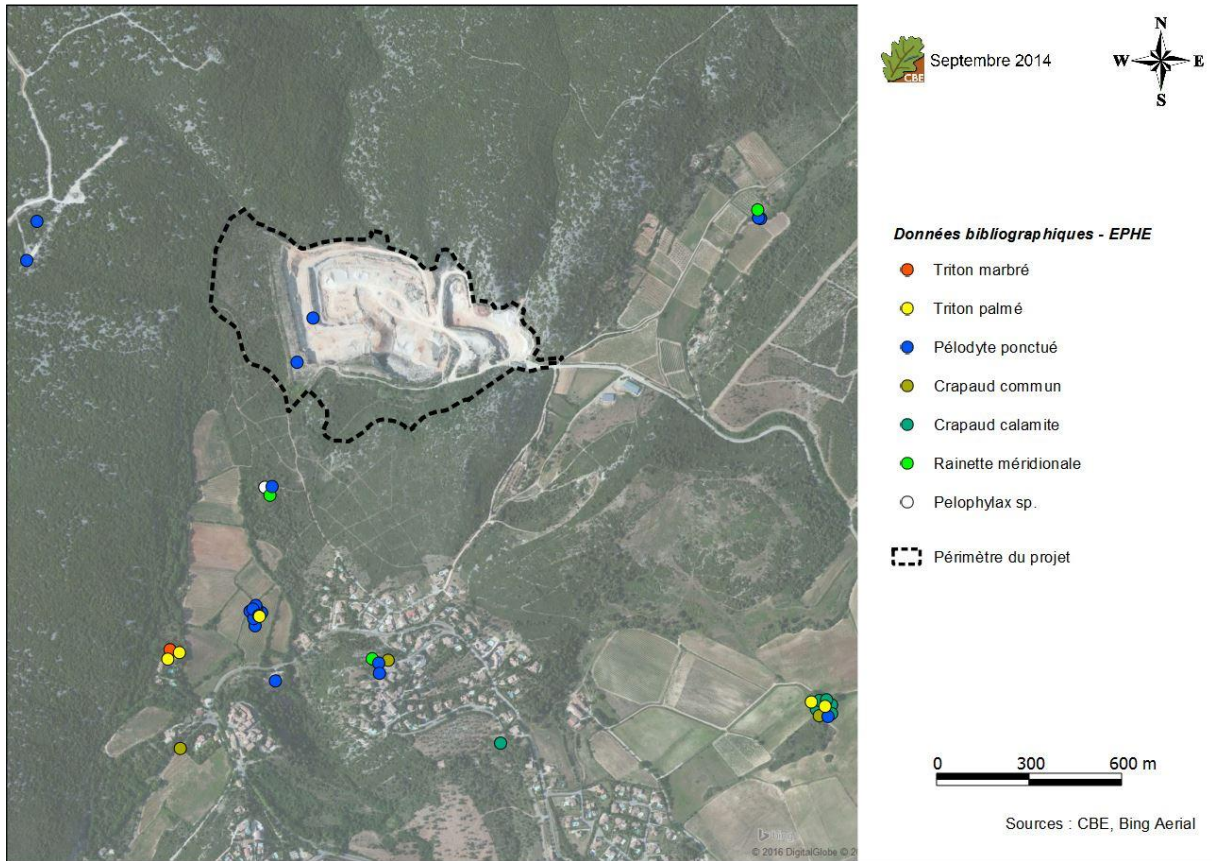 N
W E
S
CBE
Septembre 2014
Données bibliographiques - EPHE
Triton marbré
Triton palmé
Pélodyte ponctué
Crapaud commun
Crapaud calamite
Rainette méridionale
Pelophylax sp.
Périmètre du projet
0 300 600 m
Sources : CBE, Bing Aerial
© 2016 DigitalGlobe ©